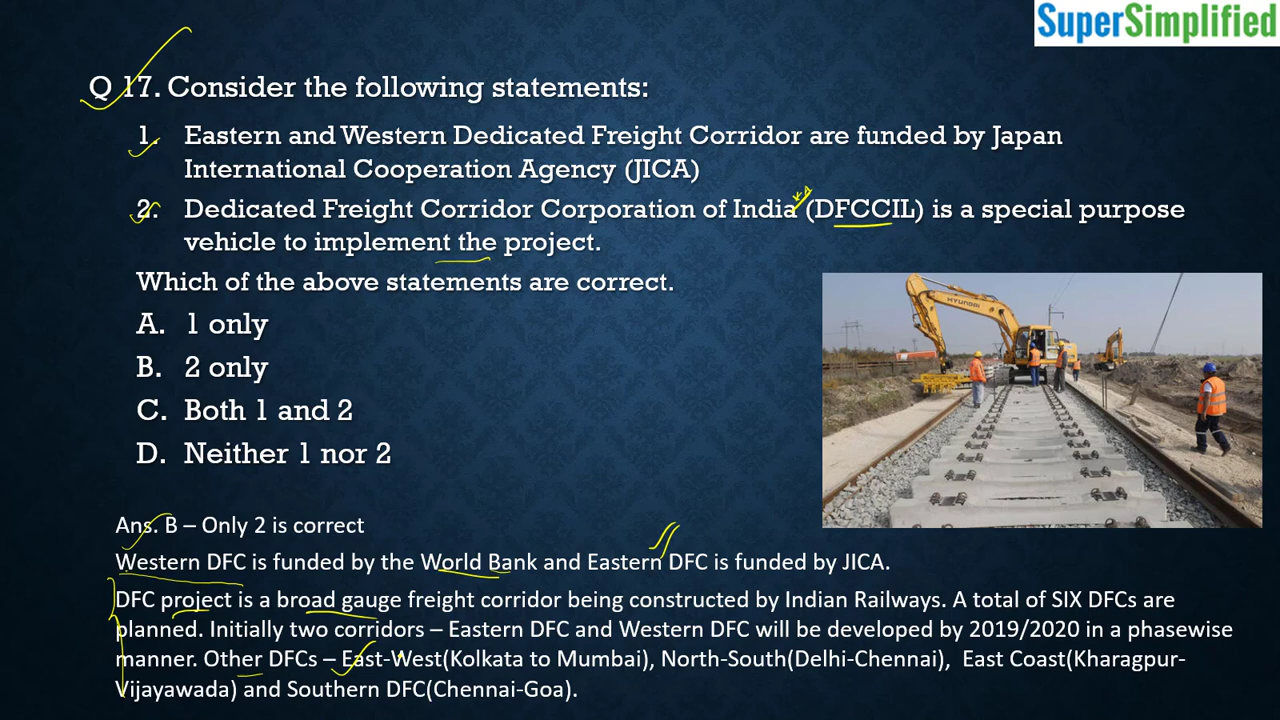 SuperSimplified
Q 17. Consider the following statements:
1. Eastern and Western Dedicated Freight Corridor are funded by Japan
International Cooperation Agency (JICA)
2. Dedicated Freight Corridor Corporation of India (DFCCIL) is a special purpose
vehicle to implement the project.
Which of the above statements are correct.
A. 1 only
B. 2 only
C. Both 1 and 2
D. Neither 1 nor 2
HYUNDAI
Ans. B – Only 2 is correct
Western DFC is funded by the World Bank and Eastern DFC is funded by JICA.
DFC project is a broad gauge freight corridor being constructed by Indian Railways. A total of SIX DFCs are
planned. Initially two corridors – Eastern DFC and Western DFC will be developed by 2019/2020 in a phasewise
manner. Other DFCs – East-West(Kolkata to Mumbai), North-South(Delhi-Chennai), East Coast(Kharagpur-
Vijayawada) and Southern DFC(Chennai-Goa).